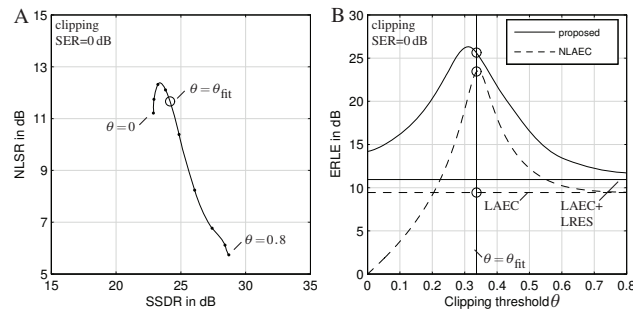 A
clipping
SER=0 dB
NLSR in dB
15
13
11
9
7
5
θ=0
θ=θfit
θ=0.8
15 20 25 30 35
SSDR in dB
B
clipping
SER=0 dB
proposed
NLAEC
ERLE in dB
30
25
20
15
10
5
0
LAEC
LAEC+
LRES
θ=θfit
0 0.1 0.2 0.3 0.4 0.5 0.6 0.7 0.8
Clipping threshold θ